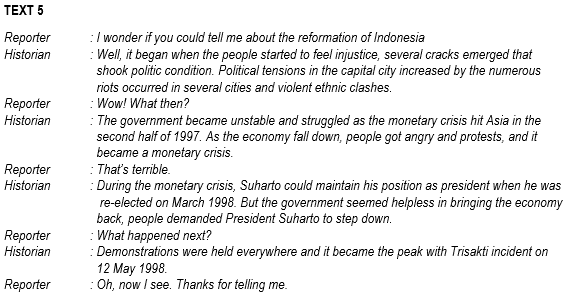 TEXT 5
Reporter : I wonder if you could tell me about the reformation of Indonesia
Historian : Well, it began when the people started to feel injustice, several cracks emerged that
shook politic condition. Political tensions in the capital city increased by the numerous
riots occurred in several cities and violent ethnic clashes.
Reporter : Wow! What then?
Historian : The government became unstable and struggled as the monetary crisis hit Asia in the
second half of 1997. As the economy fall down, people got angry and protests, and it
became a monetary crisis.
Reporter : That's terrible.
Historian : During the monetary crisis, Suharto could maintain his position as president when he was
re-elected on March 1998. But the government seemed helpless in bringing the economy
back, people demanded President Suharto to step down.
Reporter : What happened next?
Historian : Demonstrations were held everywhere and it became the peak with Trisakti incident on
12 May 1998.
Reporter : Oh, now I see. Thanks for telling me.